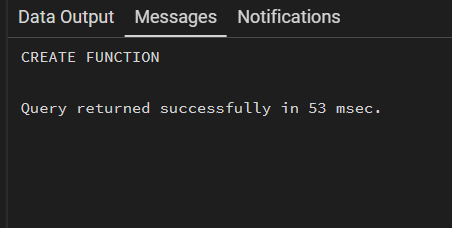 Data Output Messages Notifications
CREATE FUNCTION
Query returned successfully in 53 msec.